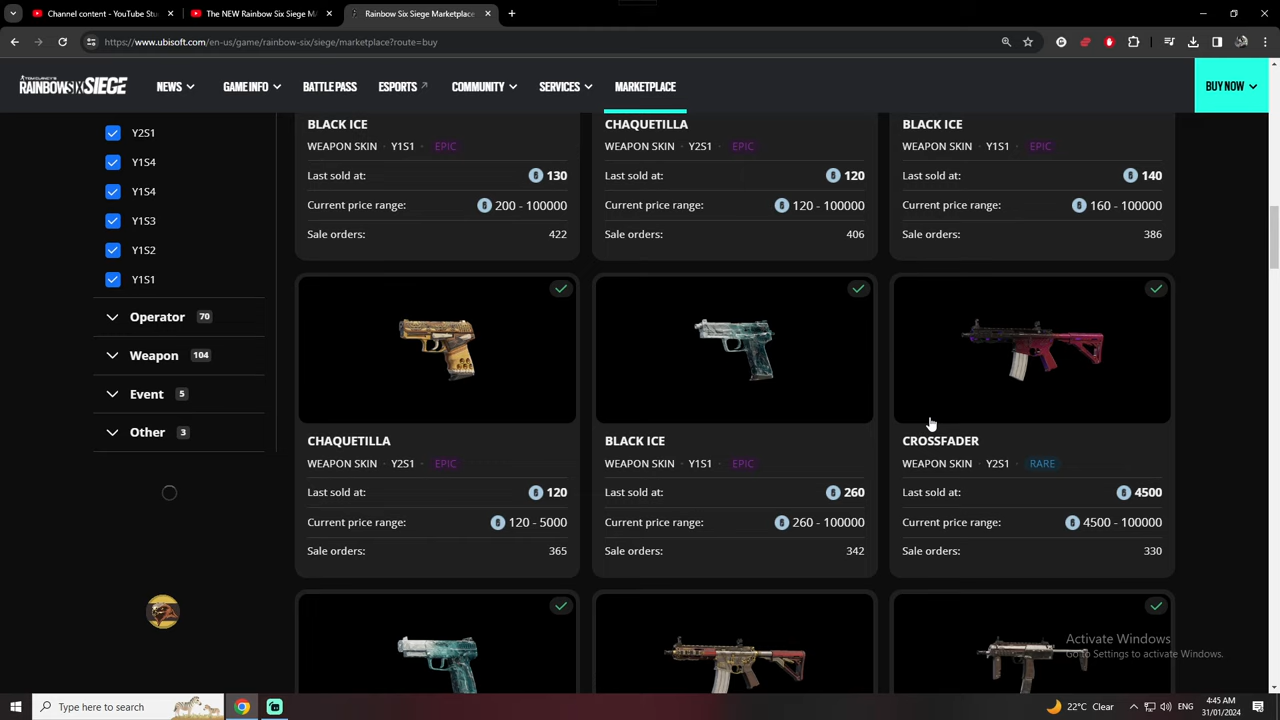 Channel content - YouTube Stu
The NEW Rainbow Six Siege M
Rainbow Six Siege Marketplace
https://www.ubisoft.com/en-us/game/rainbow-six/siege/marketplace?route=buy
TOM CLANCY'S
RAINBOWSIXSIEGE
NEWS
GAME INFO
BATTLE PASS
ESPORTS
COMMUNITY
SERVICES
MARKETPLACE
BUY NOW
Y2S1
Y1S4
Y1S4
Y1S3
Y1S2
Y1S1
Operator 70
Weapon 104
Event 5
Other 3
BLACK ICE
WEAPON SKIN · Y1S1 · EPIC
Last sold at: 130
Current price range: 200 - 100000
Sale orders: 422
CHAQUETILLA
WEAPON SKIN · Y2S1 · EPIC
Last sold at: 120
Current price range: 120 - 100000
Sale orders: 406
BLACK ICE
WEAPON SKIN · Y1S1 · EPIC
Last sold at: 140
Current price range: 160 - 100000
Sale orders: 386
CHAQUETILLA
WEAPON SKIN · Y2S1 · EPIC
Last sold at: 120
Current price range: 120 - 5000
Sale orders: 365
BLACK ICE
WEAPON SKIN · Y1S1 · EPIC
Last sold at: 260
Current price range: 260 - 100000
Sale orders: 342
CROSSFADER
WEAPON SKIN · Y2S1 · RARE
Last sold at: 4500
Current price range: 4500 - 100000
Sale orders: 330
Activate Windows
Go to Settings to activate Windows.
Type here to search
22°C Clear
ENG
4:45 AM
31/01/2024